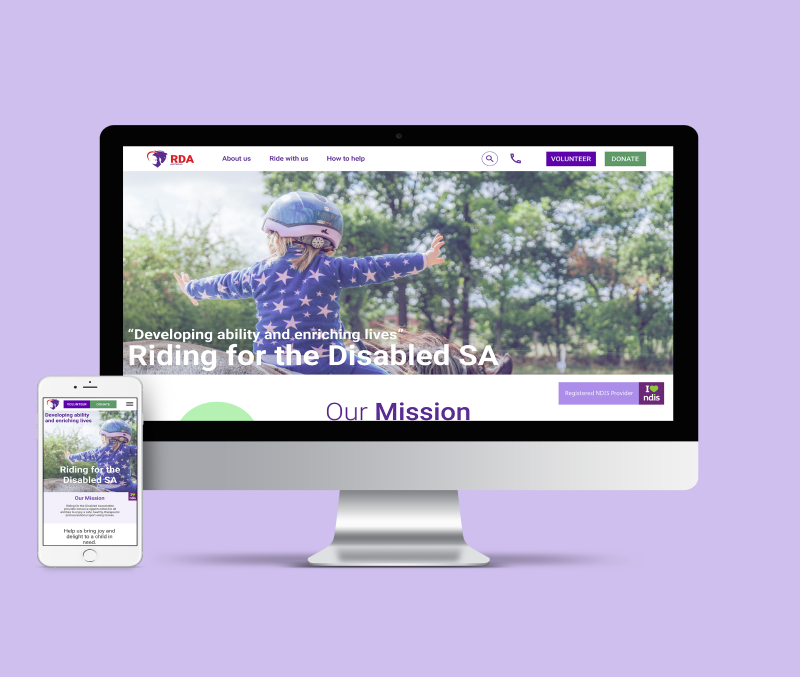 RDA
About us
Ride with us
How to help
VOLUNTEER
DONATE
“Developing ability and enriching lives”
Riding for the Disabled SA
Registered NDIS Provider
I
ndis
Our Mission
VOLUNTEER
DONATE
Developing ability
and enriching lives
Riding for the
Disabled SA
Our Mission
Help us bring joy and
delight to a child in
need.